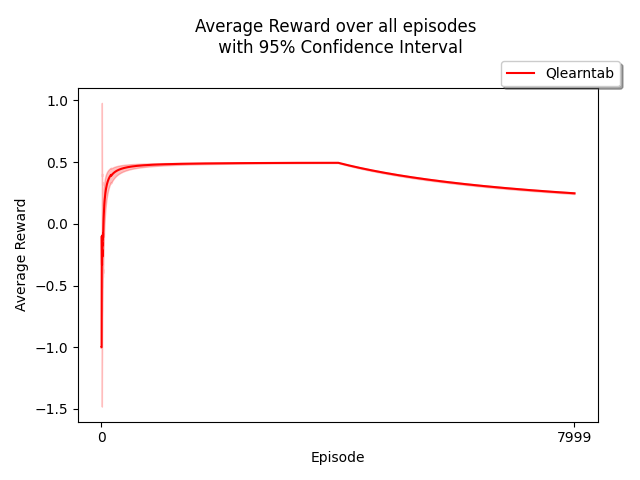 Average Reward over all episodes
with 95% Confidence Interval
Qlearntab
1.0
0.5
0.0
−0.5
−1.0
−1.5
Average Reward
0
7999
Episode